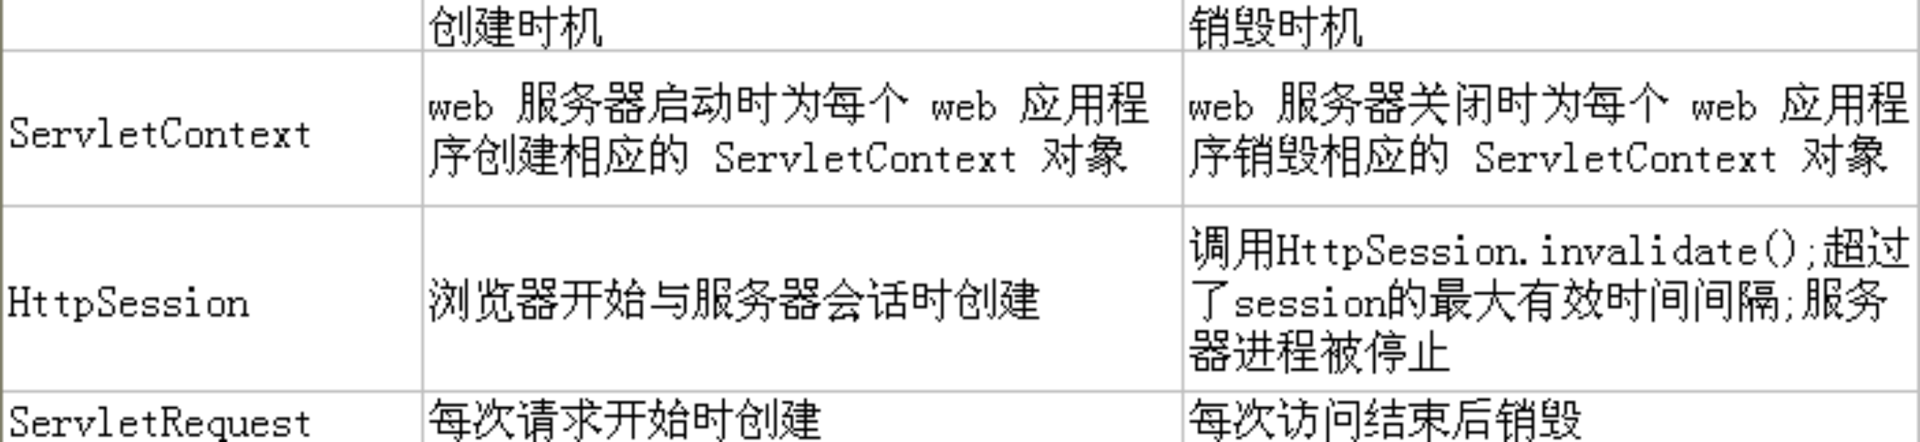 创建时机
销毁时机
ServletContext
web 服务器启动时为每个 web 应用程
序创建相应的 ServletContext 对象
web 服务器关闭时为每个 web 应用程
序销毁相应的 ServletContext 对象
HttpSession
浏览器开始与服务器会话时创建
调用HttpSession.invalidate();超过
了session的最大有效时间间隔;服务
器进程被停止
ServletRequest
每次请求开始时创建
每次访问结束后销毁